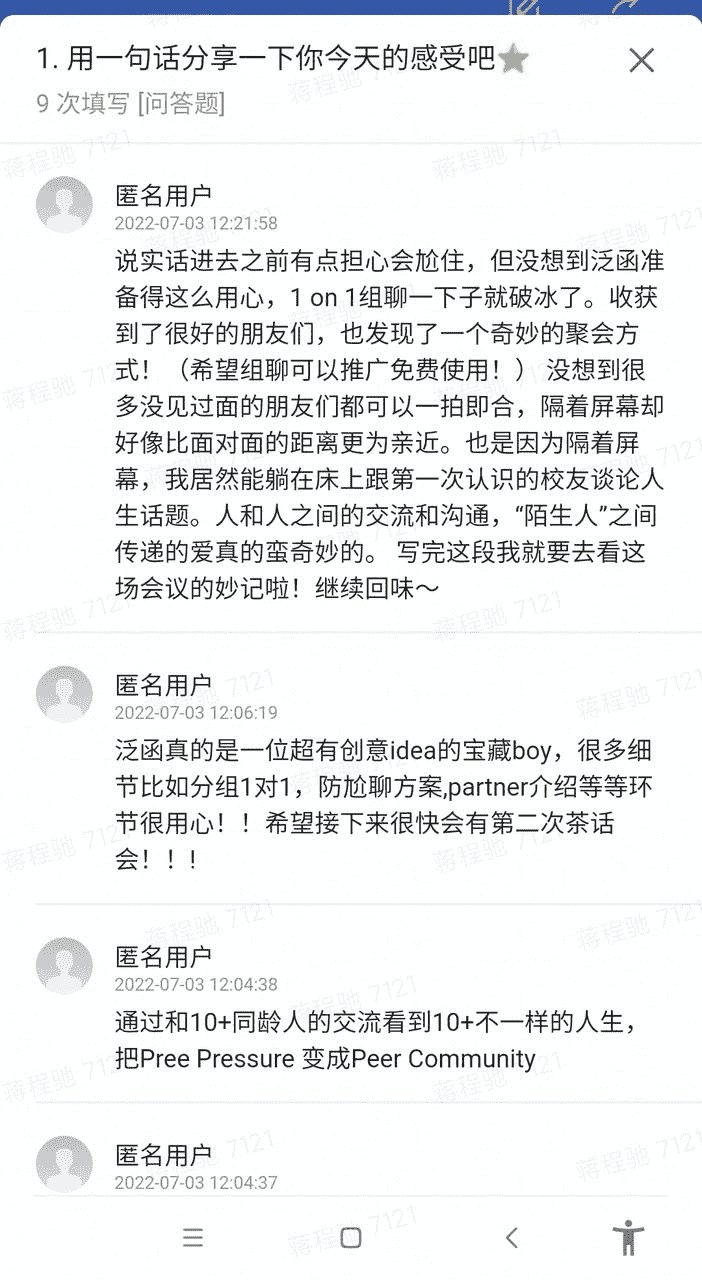 1. 用一句话分享一下你今天的感受吧
9 次填写 [问答题]
匿名用户
2022-07-03 12:21:58
说实话进去之前有点担心会尬住，但没想到泛函准
备得这么用心，1 on 1组聊一下子就破冰了。收获
到了很好的朋友们，也发现了一个奇妙的聚会方
式！（希望组聊可以推广免费使用！） 没想到很
多没见过面的朋友们都可以一拍即合，隔着屏幕却
好像比面对面的距离更为亲近。也是因为隔着屏
幕，我居然能躺在床上跟第一次认识的校友谈论人
生话题。人和人之间的交流和沟通，“陌生人”之间
传递的爱真的蛮奇妙的。 写完这段我就要去看这
场会议的妙记啦！继续回味～
匿名用户
2022-07-03 12:06:19
泛函真的是一位超有创意idea的宝藏boy，很多细
节比如分组1对1，防尬聊方案,partner介绍等等环
节很用心！！希望接下来很快会有第二次茶话
会！！！
匿名用户
2022-07-03 12:04:38
通过和10+同龄人的交流看到10+不一样的人生，
把Pree Pressure 变成Peer Community
匿名用户
2022-07-03 12:04:37
蒋程驰 7121